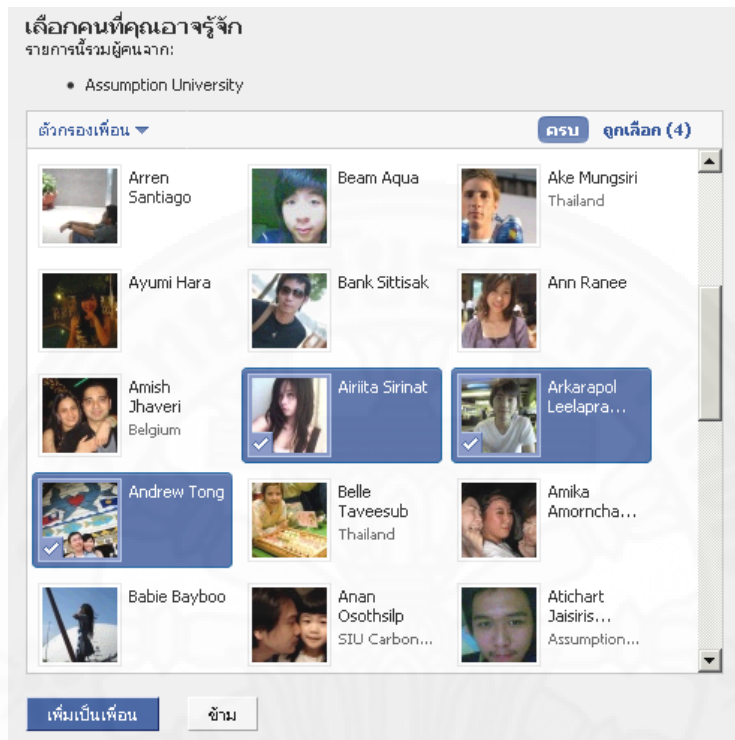 เลือกคนที่คุณอาจรู้จัก
รายการนี้รวมผู้คนจาก:
• Assumption University
ตัวกรองเพื่อน
ครบ
ถูกเลือก (4)
Arren
Santiago
Beam Aqua
Ake Mungsiri
Thailand
Ayumi Hara
Bank Sittisak
Ann Ranee
Amish
Jhaveri
Belgium
Airiita Sirinat
Arkarapol
Leelapra...
Andrew Tong
Belle
Taveesub
Thailand
Amika
Amorncha...
Babie Bayboo
Anan
Osothsilp
SIU Carbon...
Atichart
Jaisiris...
Assumption...
เพิ่มเป็นเพื่อน
ข้าม